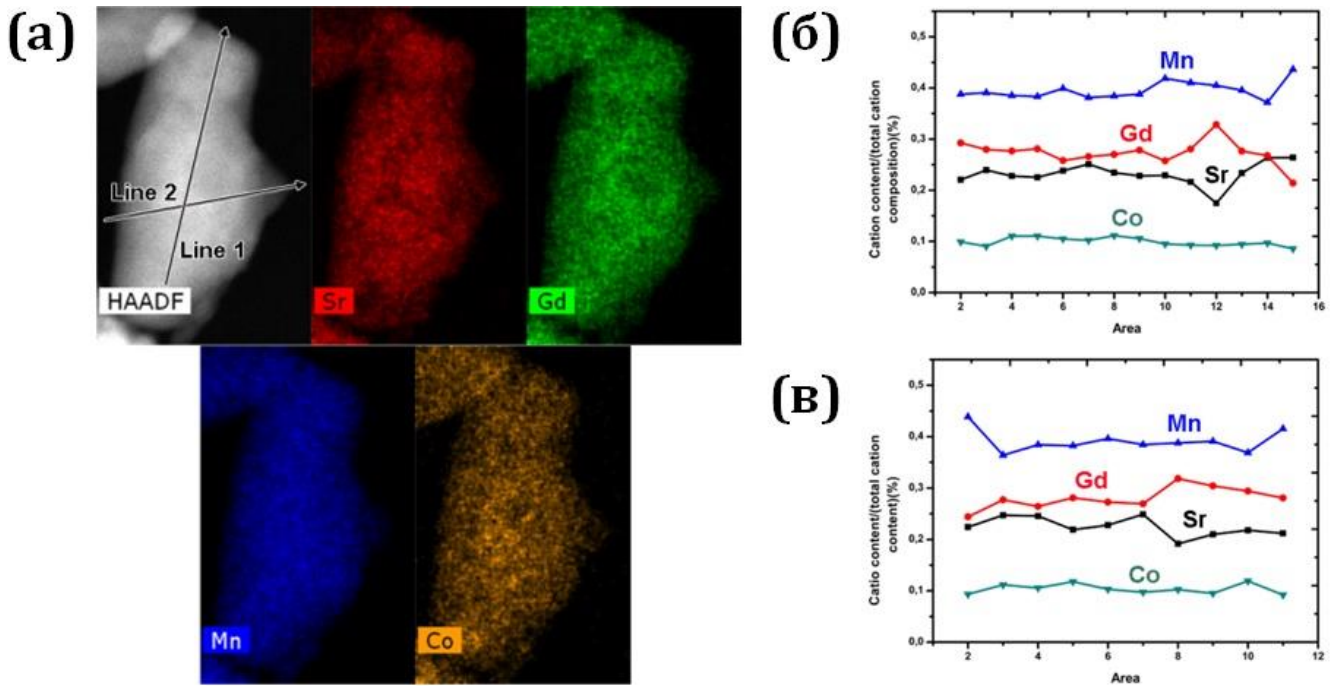 (а)
Line 2
Line 1
HAADF
Sr
Gd
Mn
Co
(б)
Cation content/(total cation
composition)(%)
0,5
0,4
0,3
0,2
0,1
0,0
Mn
Gd
Sr
Co
2 4 6 8 10 12 14 16
Area
(в)
Catio content/(total cation
content)(%)
0,5
0,4
0,3
0,2
0,1
0,0
Mn
Gd
Sr
Co
2 4 6 8 10 12
Area